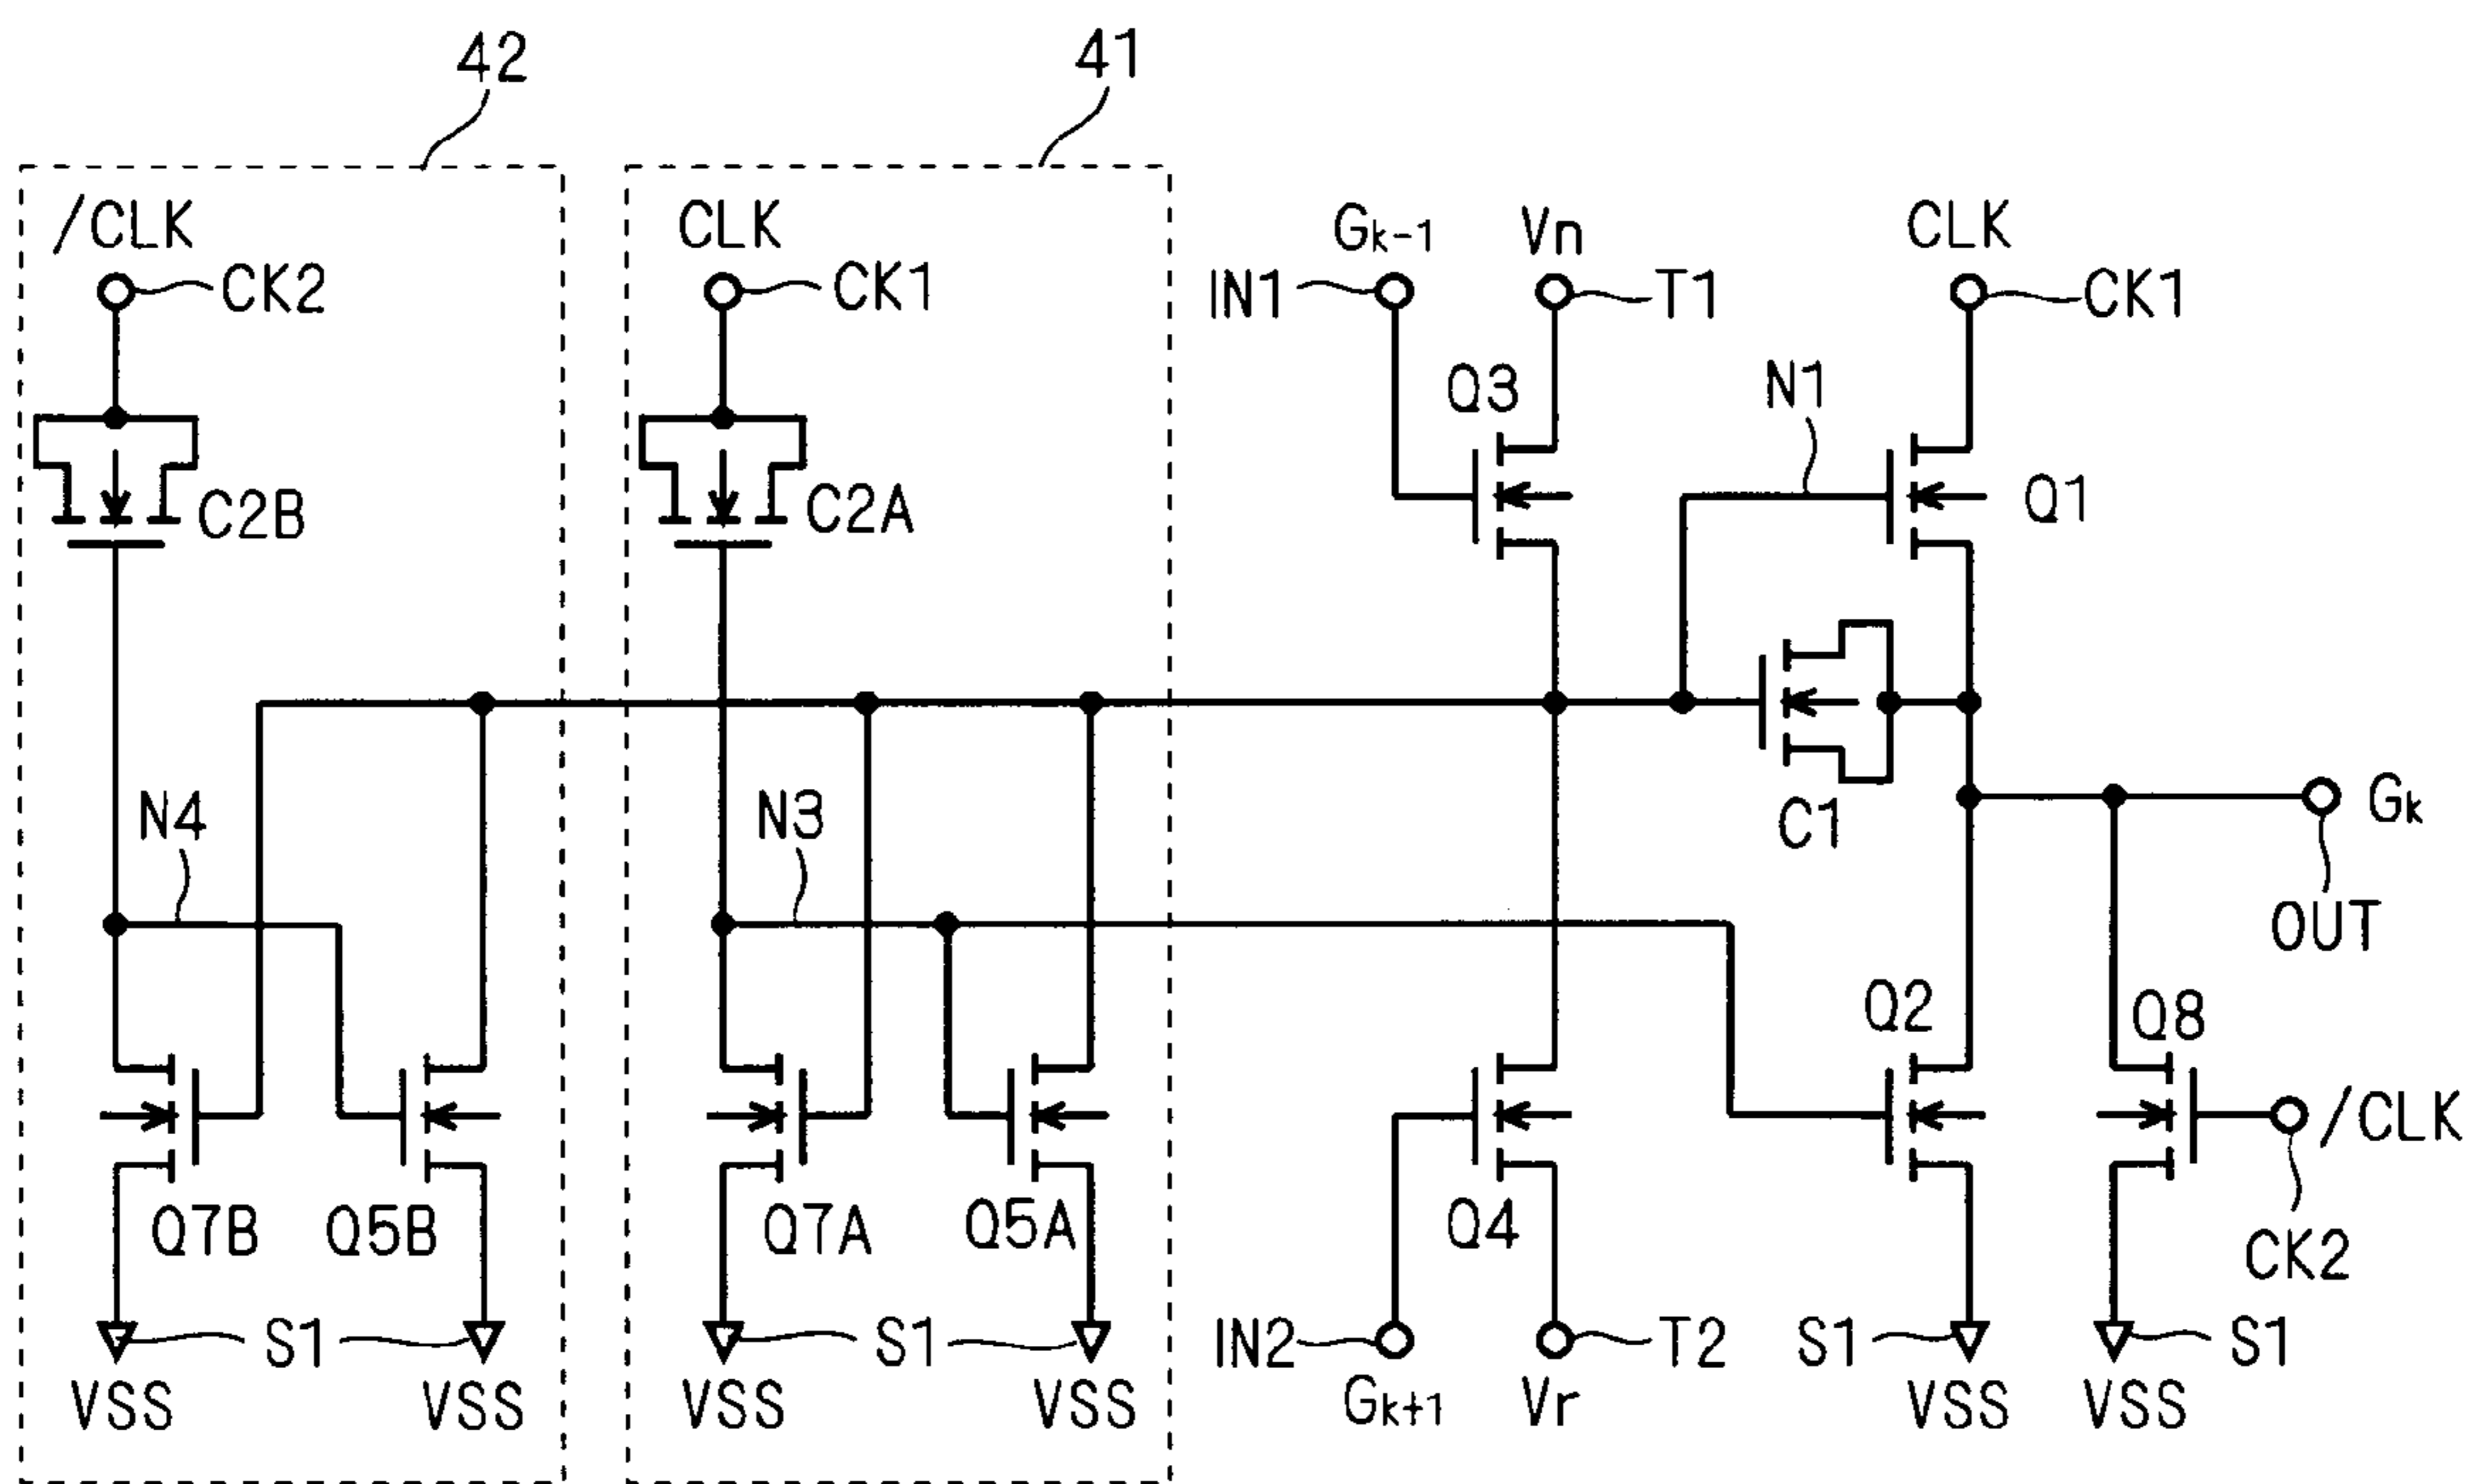 42
41
/CLK
CLK
Gk-1
Vn
CLK
CK2
CK1
IN1
T1
CK1
Q3
N1
C2B
C2A
Q1
N4
N3
C1
Gk
OUT
Q2
Q8
/CLK
Q7B
Q5B
Q7A
Q5A
Q4
CK2
S1
S1
IN2
T2
S1
S1
VSS
VSS
VSS
VSS
Gk+1
Vr
VSS
VSS